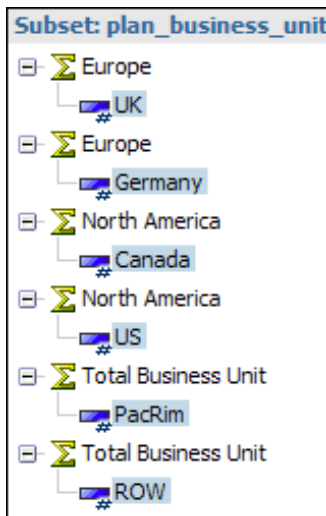 Subset: plan_business_unit
Europe
UK
Europe
Germany
North America
Canada
North America
US
Total Business Unit
PacRim
Total Business Unit
ROW